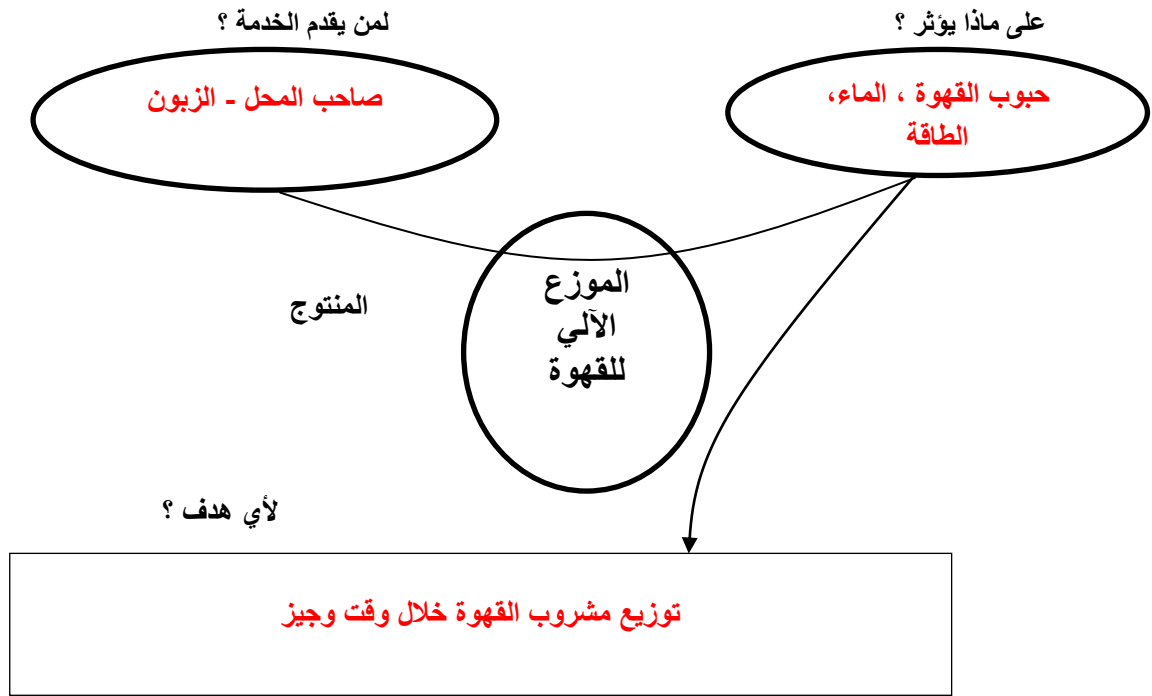 على ماذا يؤثر ؟
لمن يقدم الخدمة ؟
حبوب القهوة ، الماء،
الطاقة
صاحب المحل - الزبون
الموزع
الآلي
للقهوة
المنتوج
لأي هدف ؟
توزيع مشروب القهوة خلال وقت وجيز